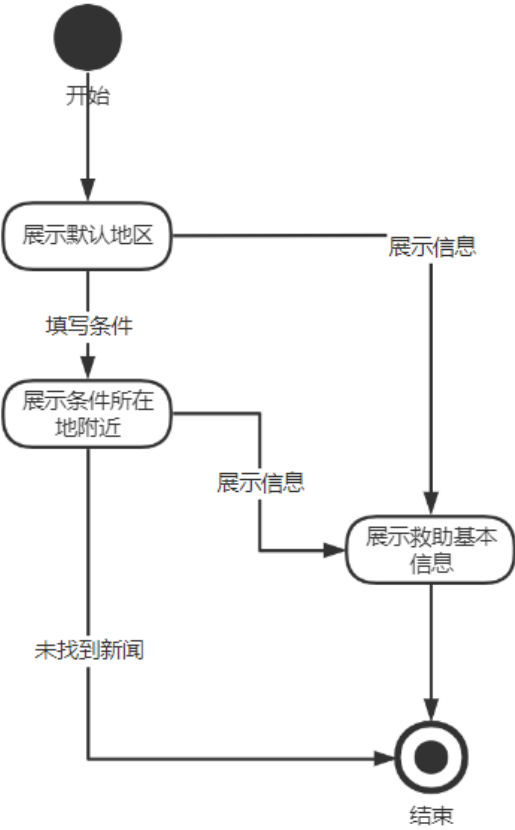 开始
展示默认地区
展示信息
填写条件
展示条件所在
地附近
展示信息
展示救助基本
信息
未找到新闻
结束